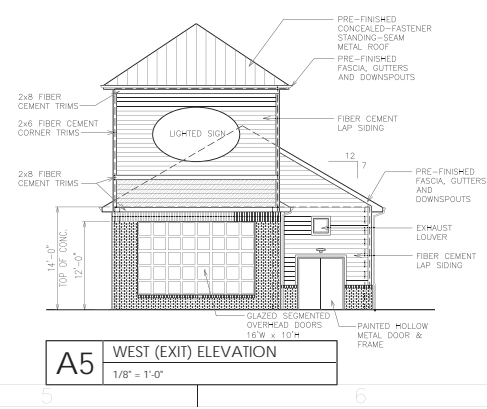 PRE-FINISHED
CONCEALED-FASTENER
STANDING-SEAM
METAL ROOF
PRE-FINISHED
FASCIA, GUTTERS
AND DOWNSPOUTS
2x8 FIBER
CEMENT TRIMS
2x6 FIBER CEMENT
CORNER TRIMS
LIGHTED SIGN
FIBER CEMENT
LAP SIDING
12
7
2x8 FIBER
CEMENT TRIMS
PRE-FINISHED
FASCIA, GUTTERS
AND
DOWNSPOUTS
14'-0"
TOP OF CONC.
12'-0"
EXHAUST
LOUVER
FIBER CEMENT
LAP SIDING
GLAZED SEGMENTED
OVERHEAD DOORS
16'W x 10'H
PAINTED HOLLOW
METAL DOOR &
FRAME
A5
WEST (EXIT) ELEVATION
1/8" = 1'-0"
5
6